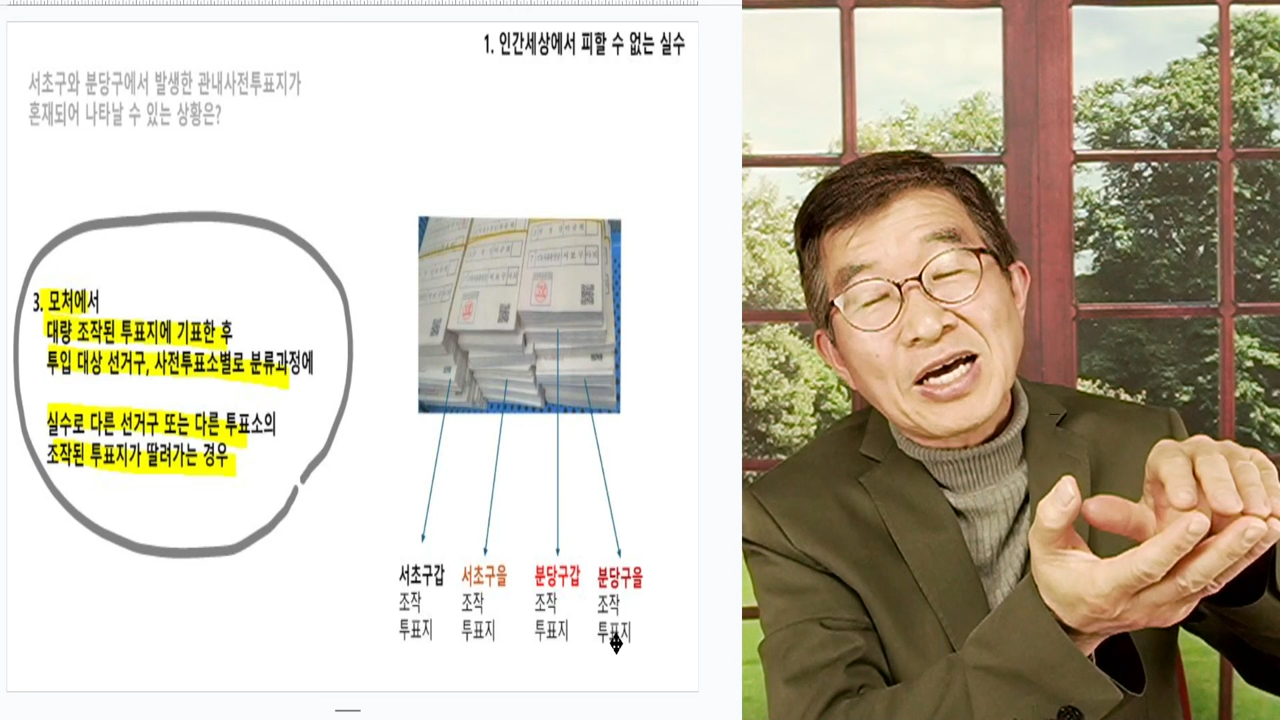 1. 인간세상에서 피할 수 없는 실수
서초구와 분당구에서 발생한 관내사전투표지가
혼재되어 나타날 수 있는 상황은?
3. 모처에서
대량 조작된 투표지에 기표한 후
투입 대상 선거구, 사전투표소별로 분류과정에
실수로 다른 선거구 또는 다른 투표소의
조작된 투표지가 딸려가는 경우
서초구갑
조작
투표지
서초구을
조작
투표지
분당구갑
조작
투표지
분당구을
조작
투표지